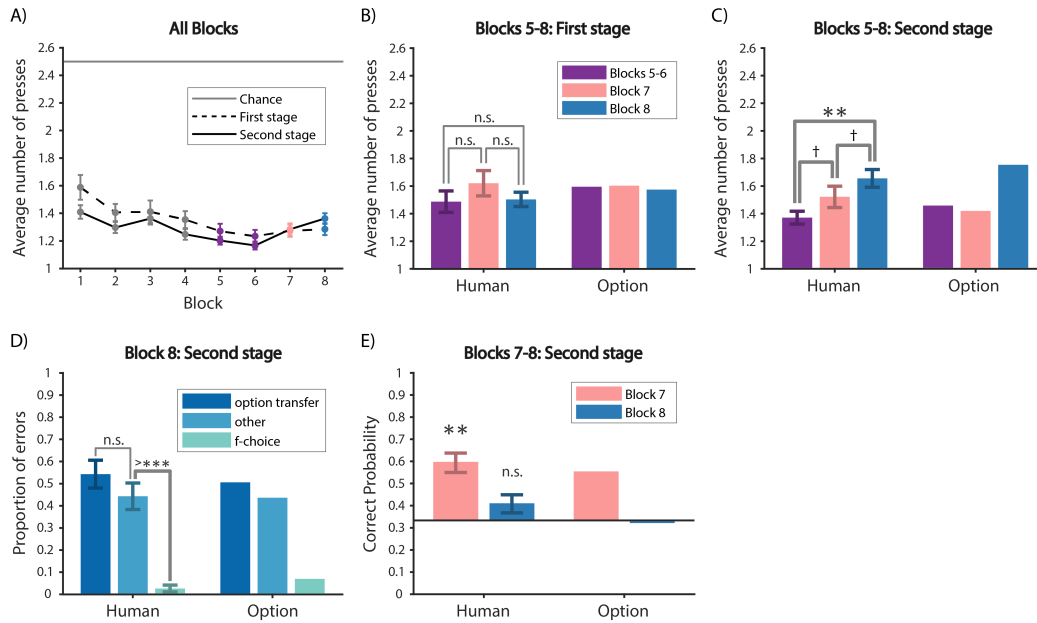 A)
All Blocks
Average number of presses
2.6
2.4
2.2
2
1.8
1.6
1.4
1.2
1
Chance
First stage
Second stage
1 2 3 4 5 6 7 8
Block
B)
Blocks 5-8: First stage
Average number of presses
2.6
2.4
2.2
2
1.8
1.6
1.4
1.2
1
Blocks 5-6
Block 7
Block 8
n.s.
n.s. n.s.
Human Option
C)
Blocks 5-8: Second stage
Average number of presses
2.6
2.4
2.2
2
1.8
1.6
1.4
1.2
1
**
† †
Human Option
D)
Block 8: Second stage
Proportion of errors
1
0.9
0.8
0.7
0.6
0.5
0.4
0.3
0.2
0.1
0
option transfer
other
f-choice
n.s.
>***
Human Option
E)
Blocks 7-8: Second stage
Correct Probability
1
0.9
0.8
0.7
0.6
0.5
0.4
0.3
0.2
0.1
0
Block 7
Block 8
**
n.s.
Human Option